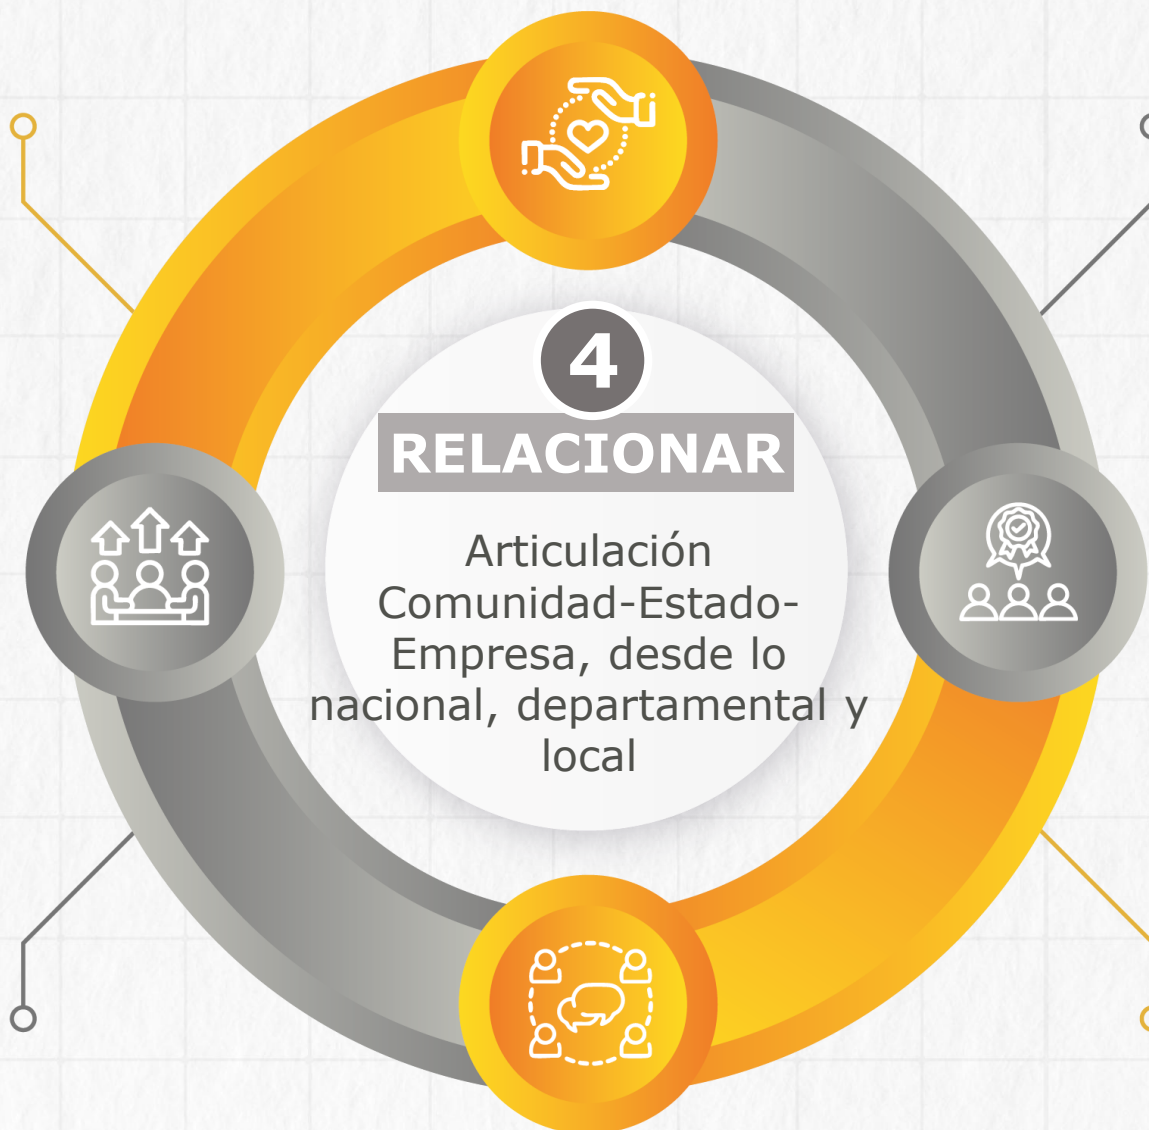 4
RELACIONAR
Articulación
Comunidad-Estado-
Empresa, desde lo
nacional, departamental y
local